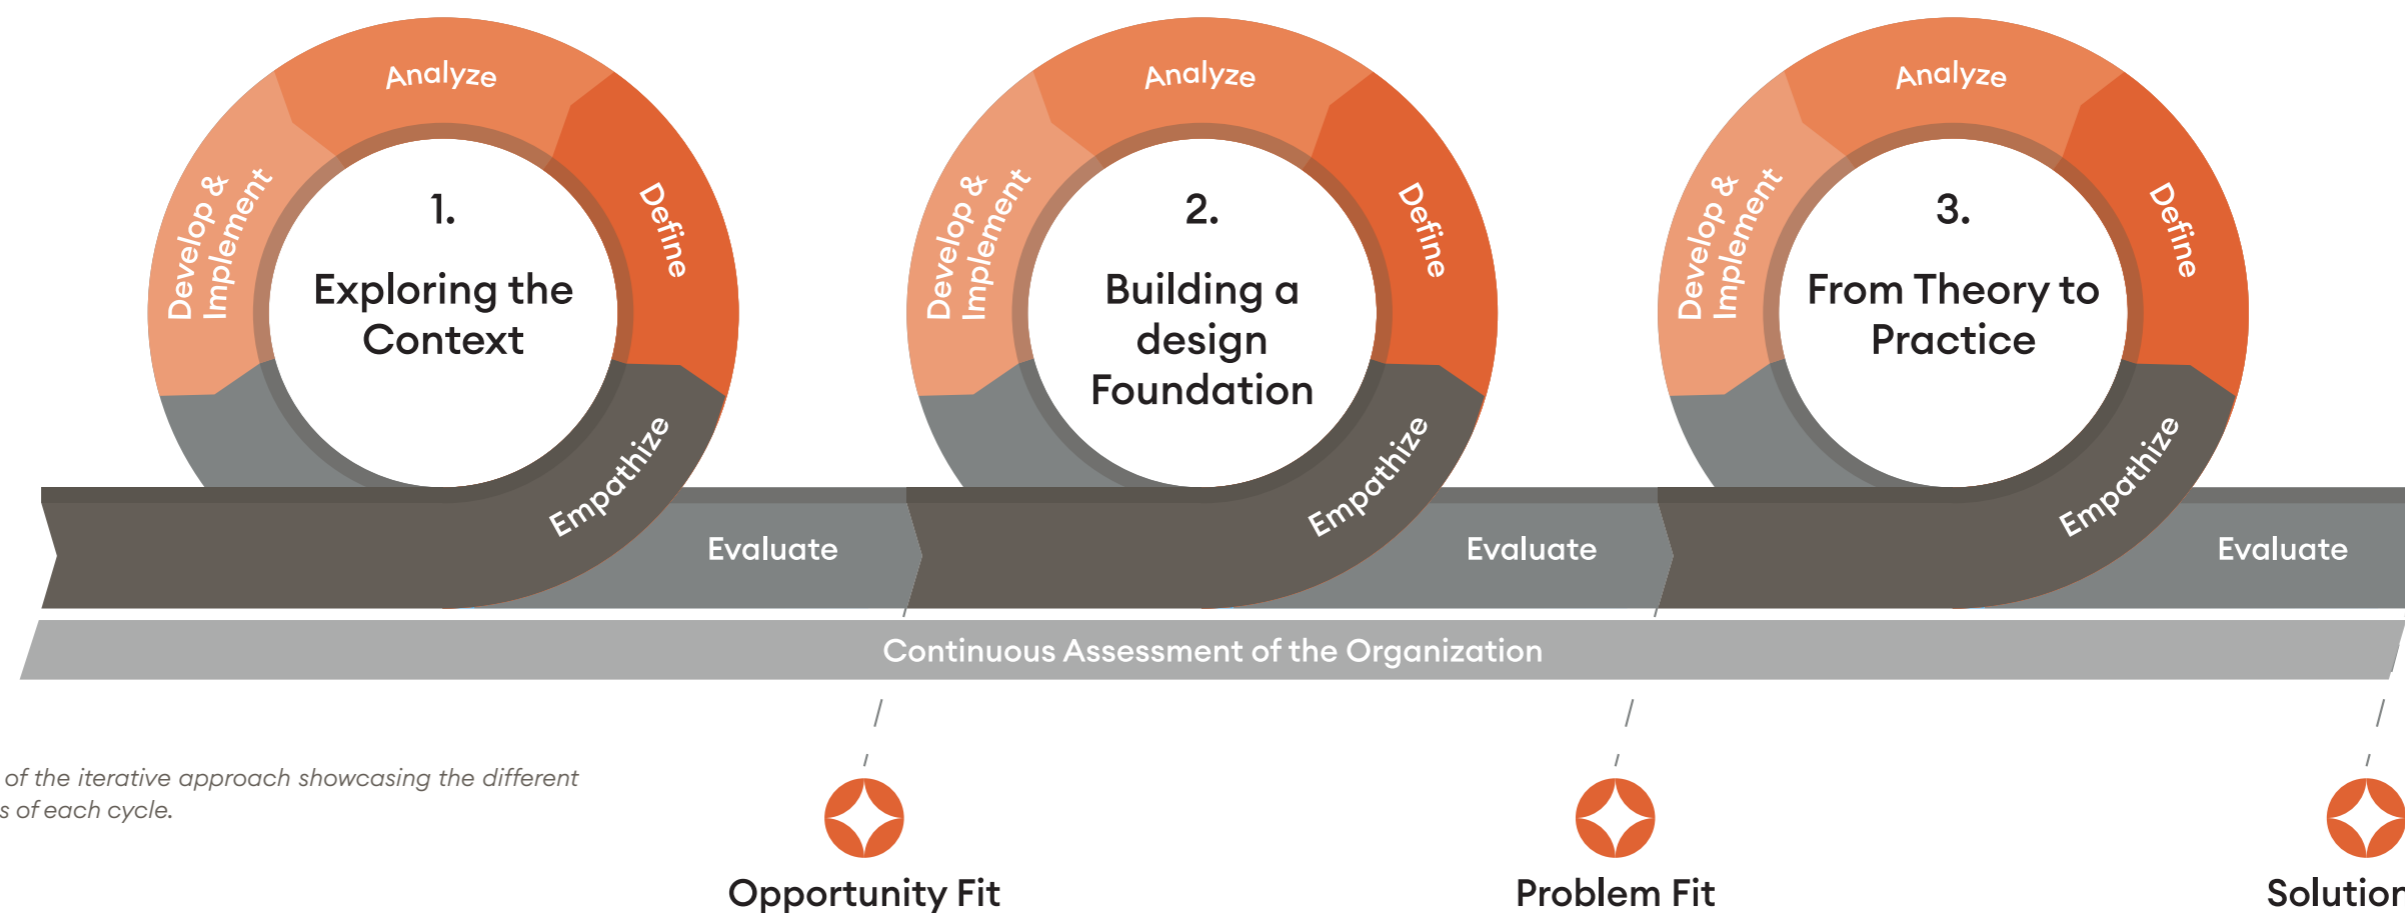 Analyze
Define
Develop &
Implement
1.
Exploring the
Context
Empathize
Evaluate
Analyze
Define
Develop &
Implement
2.
Building a
design
Foundation
Empathize
Evaluate
Analyze
Define
Develop &
Implement
3.
From Theory to
Practice
Empathize
Evaluate
Continuous Assessment of the Organization
of the iterative approach showcasing the different
of each cycle.
Opportunity Fit
Problem Fit
Solution